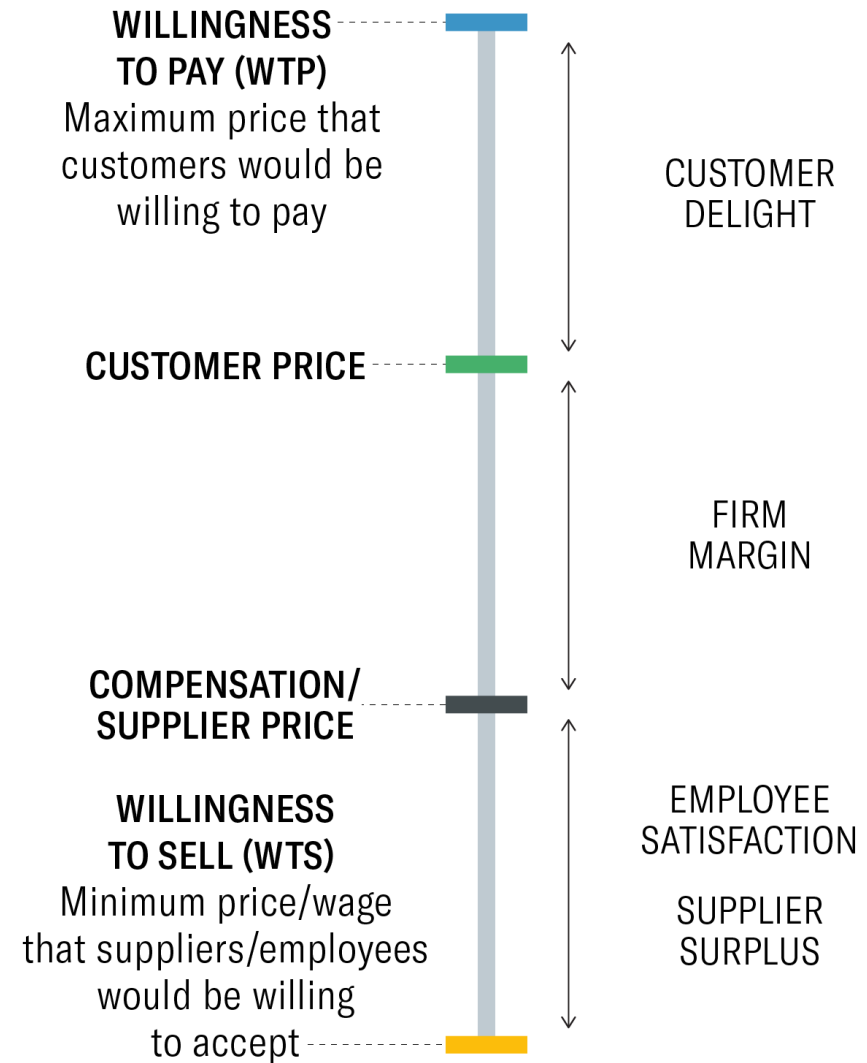 WILLINGNESS
TO PAY (WTP)
Maximum price that
customers would be
willing to pay
CUSTOMER
DELIGHT
CUSTOMER PRICE
FIRM
MARGIN
COMPENSATION/
SUPPLIER PRICE
WILLINGNESS
TO SELL (WTS)
Minimum price/wage
that suppliers/employees
would be willing
to accept
EMPLOYEE
SATISFACTION
SUPPLIER
SURPLUS